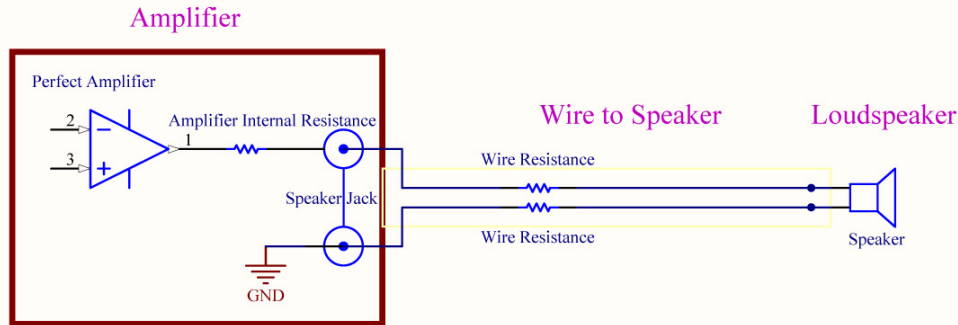 Amplifier
Perfect Amplifier
2
3
1
Amplifier Internal Resistance
Speaker Jack
GND
Wire to Speaker
Wire Resistance
Wire Resistance
Loudspeaker
Speaker